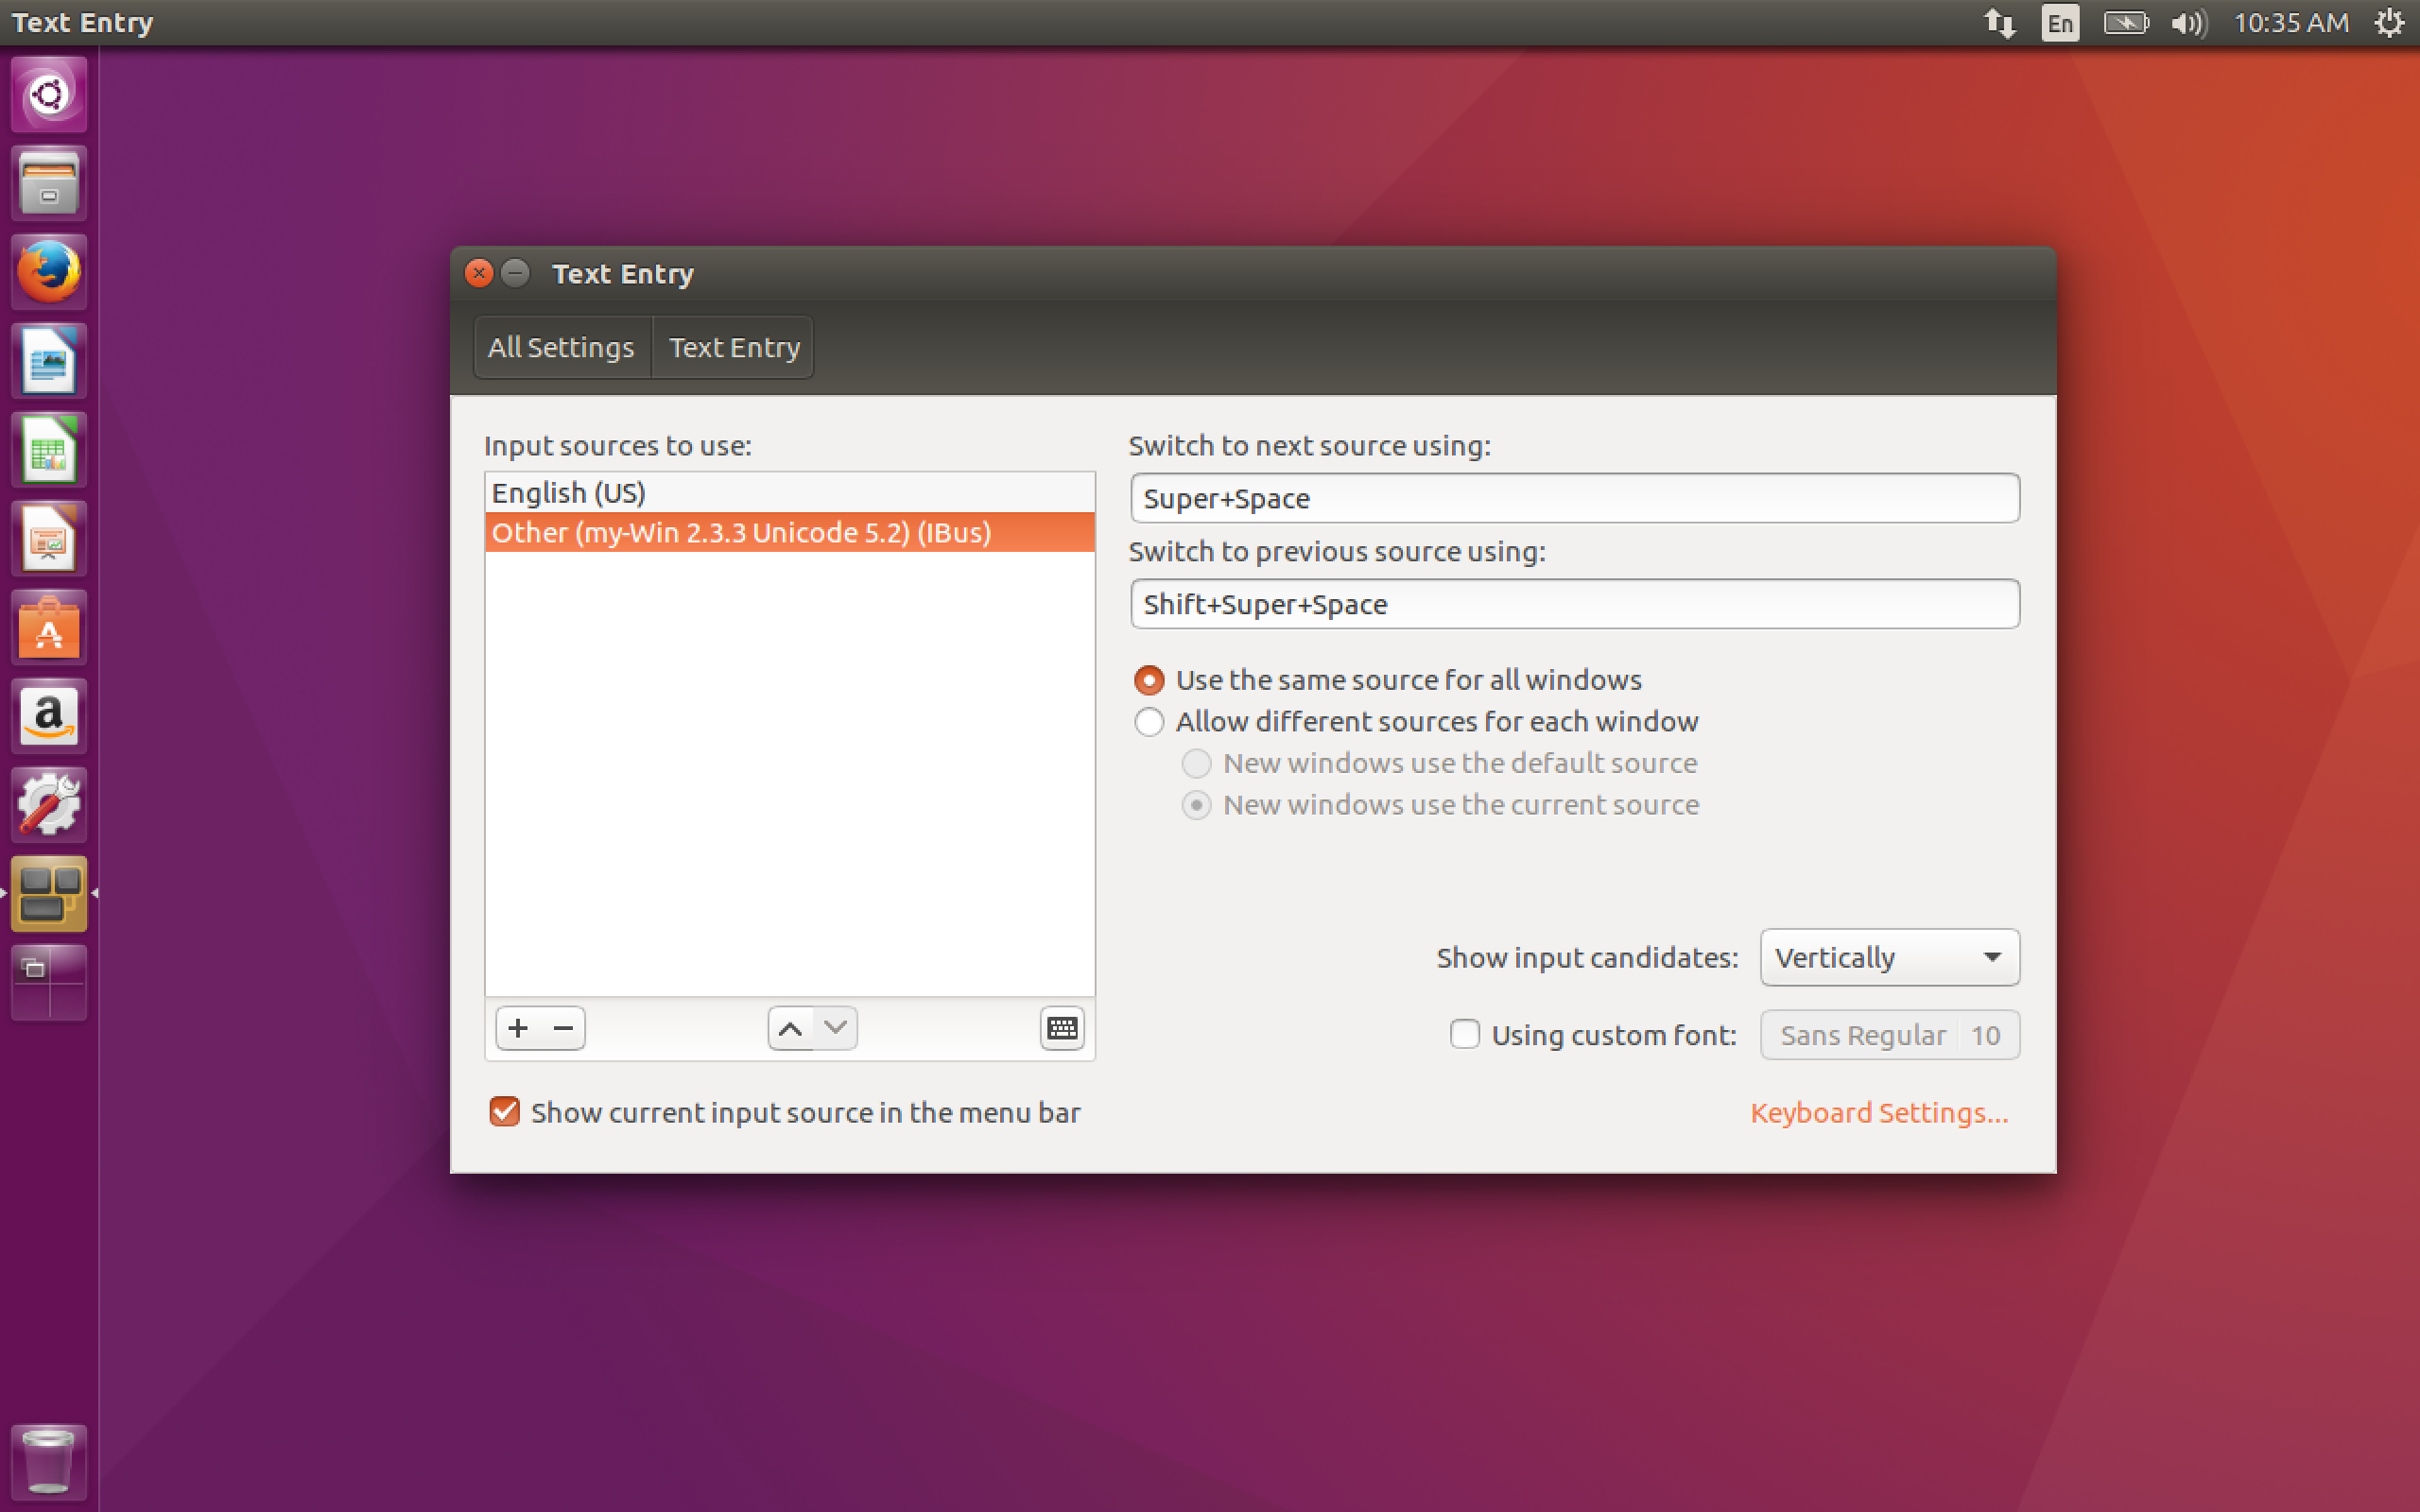 Text Entry
En
10:35 AM
Text Entry
All Settings
Text Entry
Input sources to use:
English (US)
Other (my-Win 2.3.3 Unicode 5.2) (IBus)
Show current input source in the menu bar
Switch to next source using:
Super+Space
Switch to previous source using:
Shift+Super+Space
Use the same source for all windows
Allow different sources for each window
New windows use the default source
New windows use the current source
Show input candidates: Vertically
Using custom font: Sans Regular 10
Keyboard Settings...